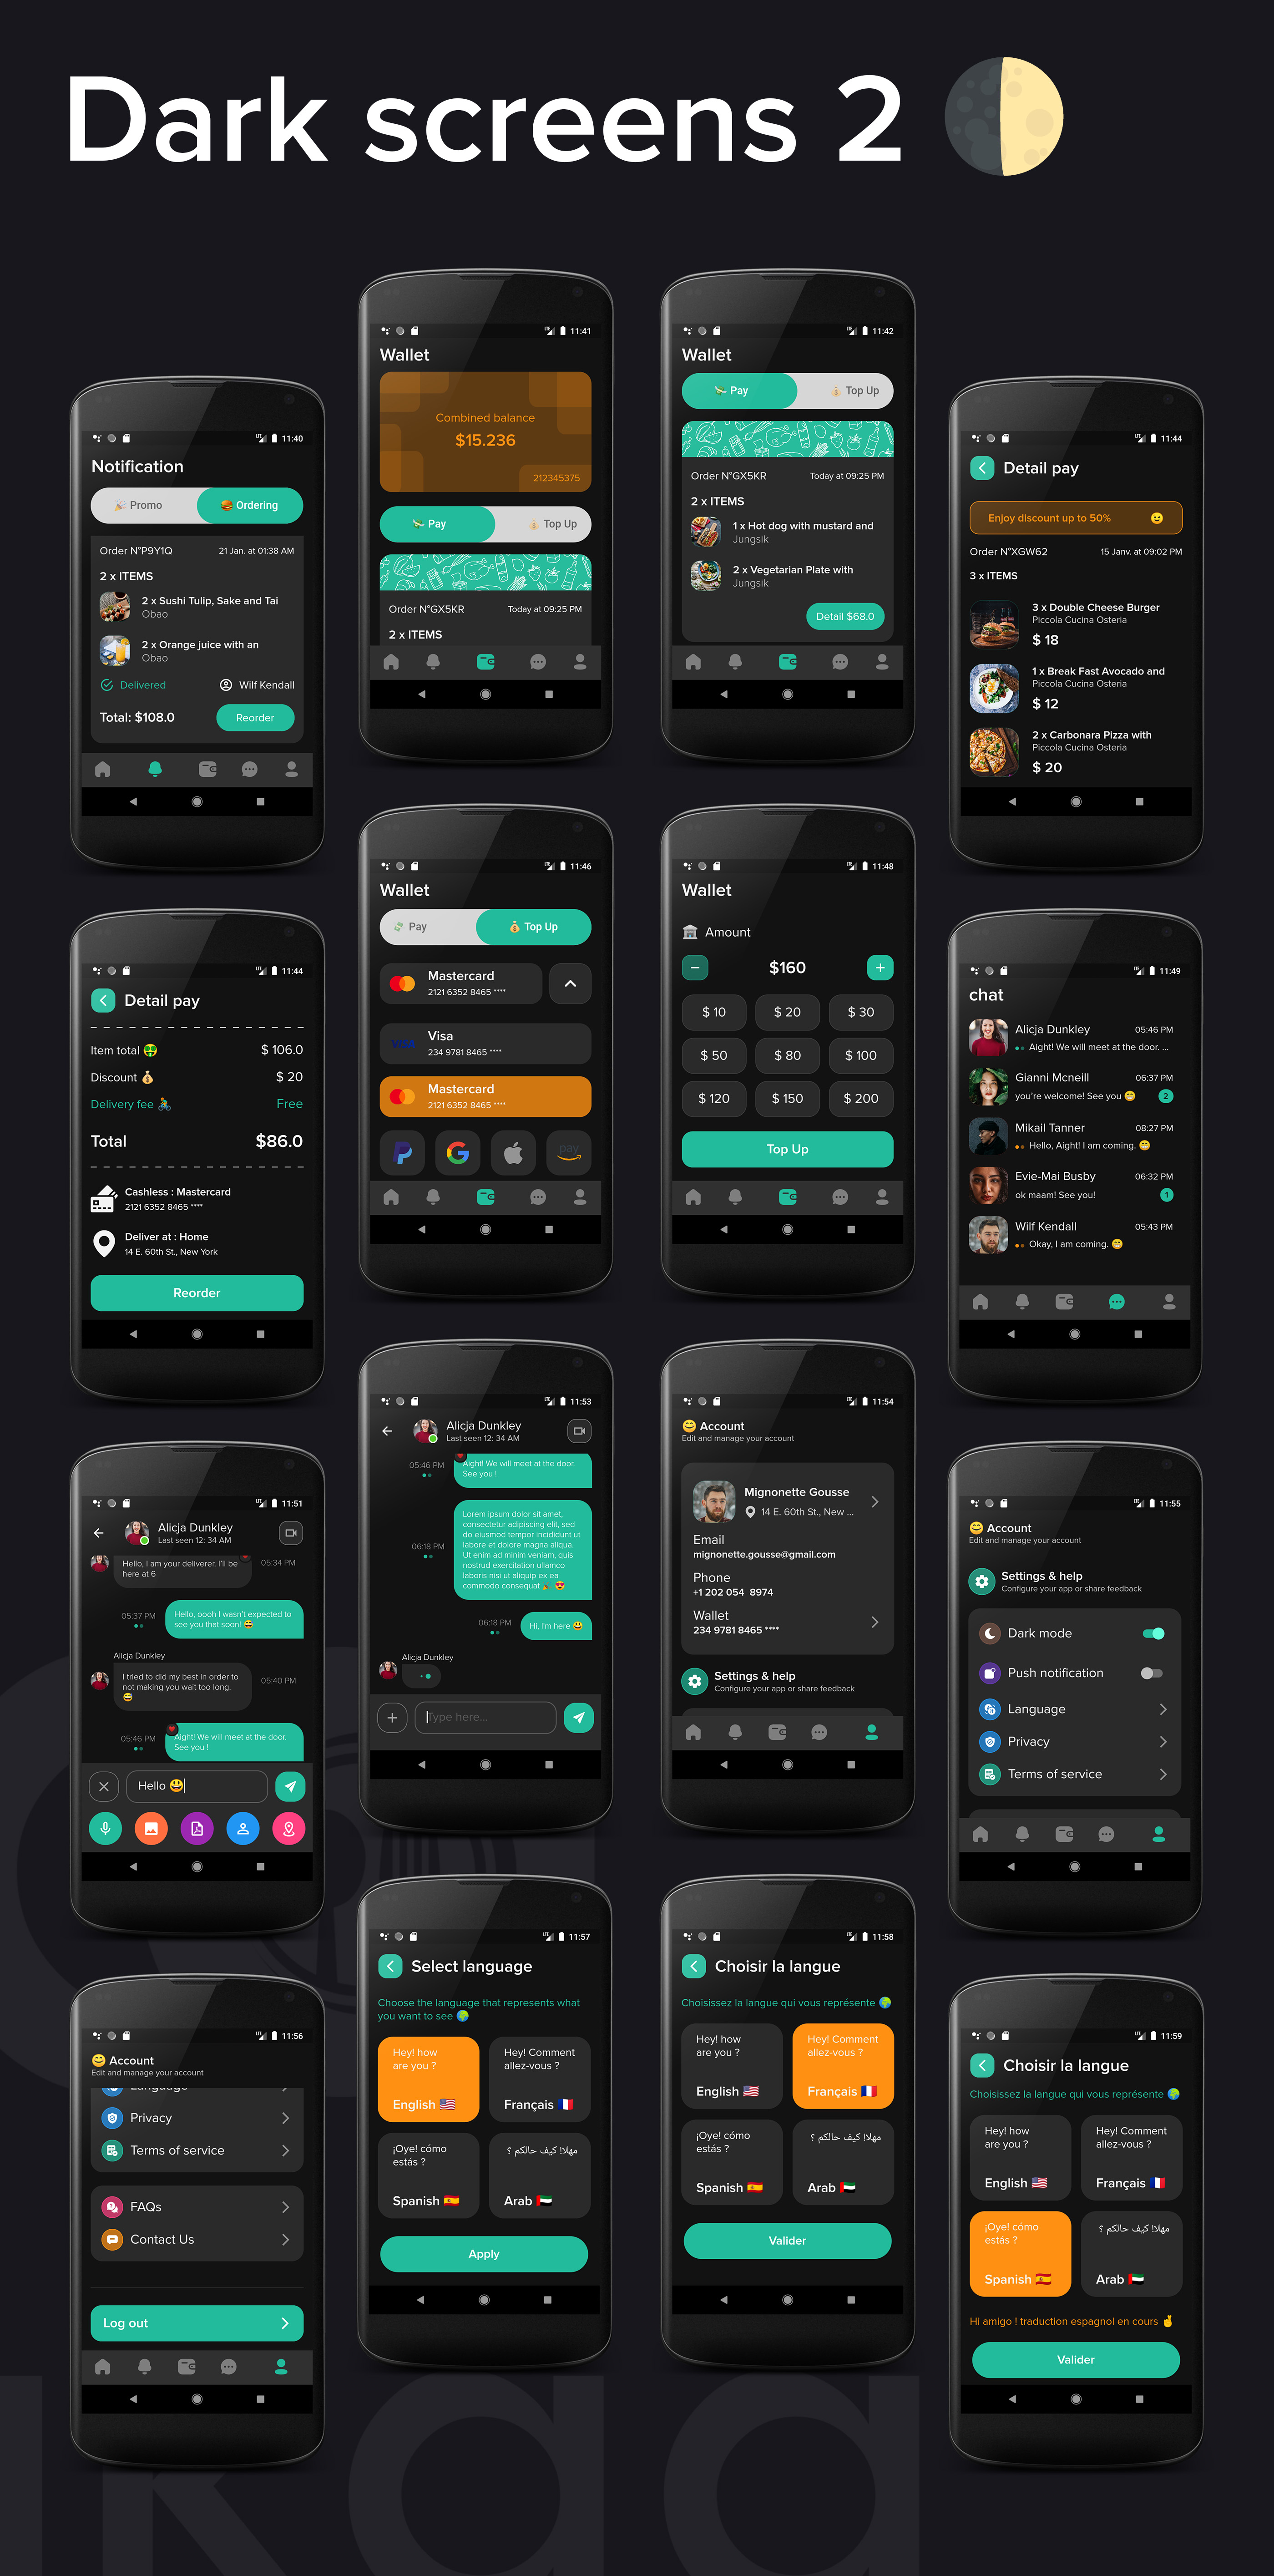 Dark screens 2
11:40
Notification
Promo
Ordering
Order N°P9Y1Q
21 Jan. at 01:38 AM
2 x ITEMS
2 x Sushi Tulip, Sake and Tai
Obao
2 x Orange juice with an
Obao
Delivered
Wilf Kendall
Total: $108.0
Reorder
11:41
Wallet
Combined balance
$15.236
212345375
Pay
Top Up
Order N°GX5KR
Today at 09:25 PM
2 x ITEMS
11:42
Wallet
Pay
Top Up
Order N°GX5KR
Today at 09:25 PM
2 x ITEMS
1 x Hot dog with mustard and
Jungsik
2 x Vegetarian Plate with
Jungsik
Detail $68.0
11:44
Detail pay
Enjoy discount up to 50% 😉
Order N°XGW62
15 Janv. at 09:02 PM
3 x ITEMS
3 x Double Cheese Burger
Piccola Cucina Osteria
$ 18
1 x Break Fast Avocado and
Piccola Cucina Osteria
$ 12
2 x Carbonara Pizza with
Piccola Cucina Osteria
$ 20
11:44
Detail pay
Item total 🤑
$ 106.0
Discount 💰
$ 20
Delivery fee 🚴
Free
Total
$86.0
Cashless : Mastercard
2121 6352 8465 ****
Deliver at : Home
14 E. 60th St., New York
Reorder
11:46
Wallet
Pay
Top Up
Mastercard
2121 6352 8465 ****
VISA
Visa
234 9781 8465 ****
Mastercard
2121 6352 8465 ****
pay
11:48
Wallet
Amount
$160
$ 10
$ 20
$ 30
$ 50
$ 80
$ 100
$ 120
$ 150
$ 200
Top Up
11:49
chat
Alicja Dunkley
05:46 PM
Aight! We will meet at the door. ...
Gianni Mcneill
06:37 PM
you're welcome! See you 😁
2
Mikail Tanner
08:27 PM
Hello, Aight! I am coming. 😁
Evie-Mai Busby
06:32 PM
ok maam! See you!
1
Wilf Kendall
05:43 PM
Okay, I am coming. 😁
11:51
Alicja Dunkley
Last seen 12: 34 AM
Hello, I am your deliverer. I'll be
here at 6
05:34 PM
05:37 PM
Hello, oooh I wasn't expected to
see you that soon! 😅
Alicja Dunkley
I tried to did my best in order to
not making you wait too long.
😅
05:40 PM
05:46 PM
Aight! We will meet at the door.
See you !
Hello 😃
11:53
Alicja Dunkley
Last seen 12: 34 AM
05:46 PM
Aight! We will meet at the door.
See you !
Lorem ipsum dolor sit amet,
consectetur adipiscing elit, sed
do eiusmod tempor incididunt ut
labore et dolore magna aliqua.
Ut enim ad minim veniam, quis
nostrud exercitation ullamco
laboris nisi ut aliquip ex ea
commodo consequat 🎉 😍
06:18 PM
06:18 PM
Hi, I'm here 😃
Alicja Dunkley
Type here...
11:54
😊 Account
Edit and manage your account
Mignonette Gousse
14 E. 60th St., New ...
Email
mignonette.gousse@gmail.com
Phone
+1 202 054 8974
Wallet
234 9781 8465 ****
Settings & help
Configure your app or share feedback
11:55
😊 Account
Edit and manage your account
Settings & help
Configure your app or share feedback
Dark mode
Push notification
Language
Privacy
Terms of service
11:56
😊 Account
Edit and manage your account
Language
Privacy
Terms of service
FAQs
Contact Us
Log out
11:57
Select language
Choose the language that represents what
you want to see 🌍
Hey! how
are you ?
English 🇺🇸
Hey! Comment
allez-vous ?
Français 🇫🇷
¡Oye! cómo
estás ?
Spanish 🇪🇸
مهلا! كيف حالكم ؟
Arab 🇦🇪
Apply
11:58
Choisir la langue
Choisissez la langue qui vous représente 🌍
Hey! how
are you ?
English 🇺🇸
Hey! Comment
allez-vous ?
Français 🇫🇷
¡Oye! cómo
estás ?
Spanish 🇪🇸
مهلا! كيف حالكم ؟
Arab 🇦🇪
Valider
11:59
Choisir la langue
Choisissez la langue qui vous représente 🌍
Hey! how
are you ?
English 🇺🇸
Hey! Comment
allez-vous ?
Français 🇫🇷
¡Oye! cómo
estás ?
Spanish 🇪🇸
مهلا! كيف حالكم ؟
Arab 🇦🇪
Hi amigo ! traduction espagnol en cours ✌
Valider